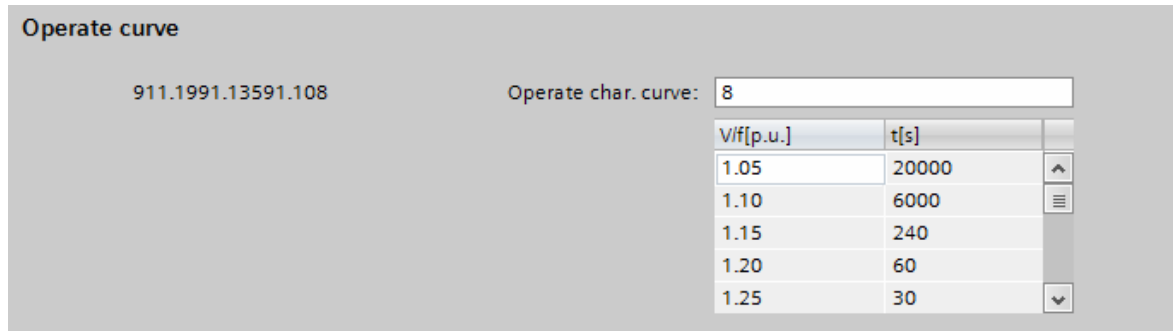 Operate curve
911.1991.13591.108 Operate char. curve: 8
V/f[p.u.] t[s]
1.05 20000
1.10 6000
1.15 240
1.20 60
1.25 30